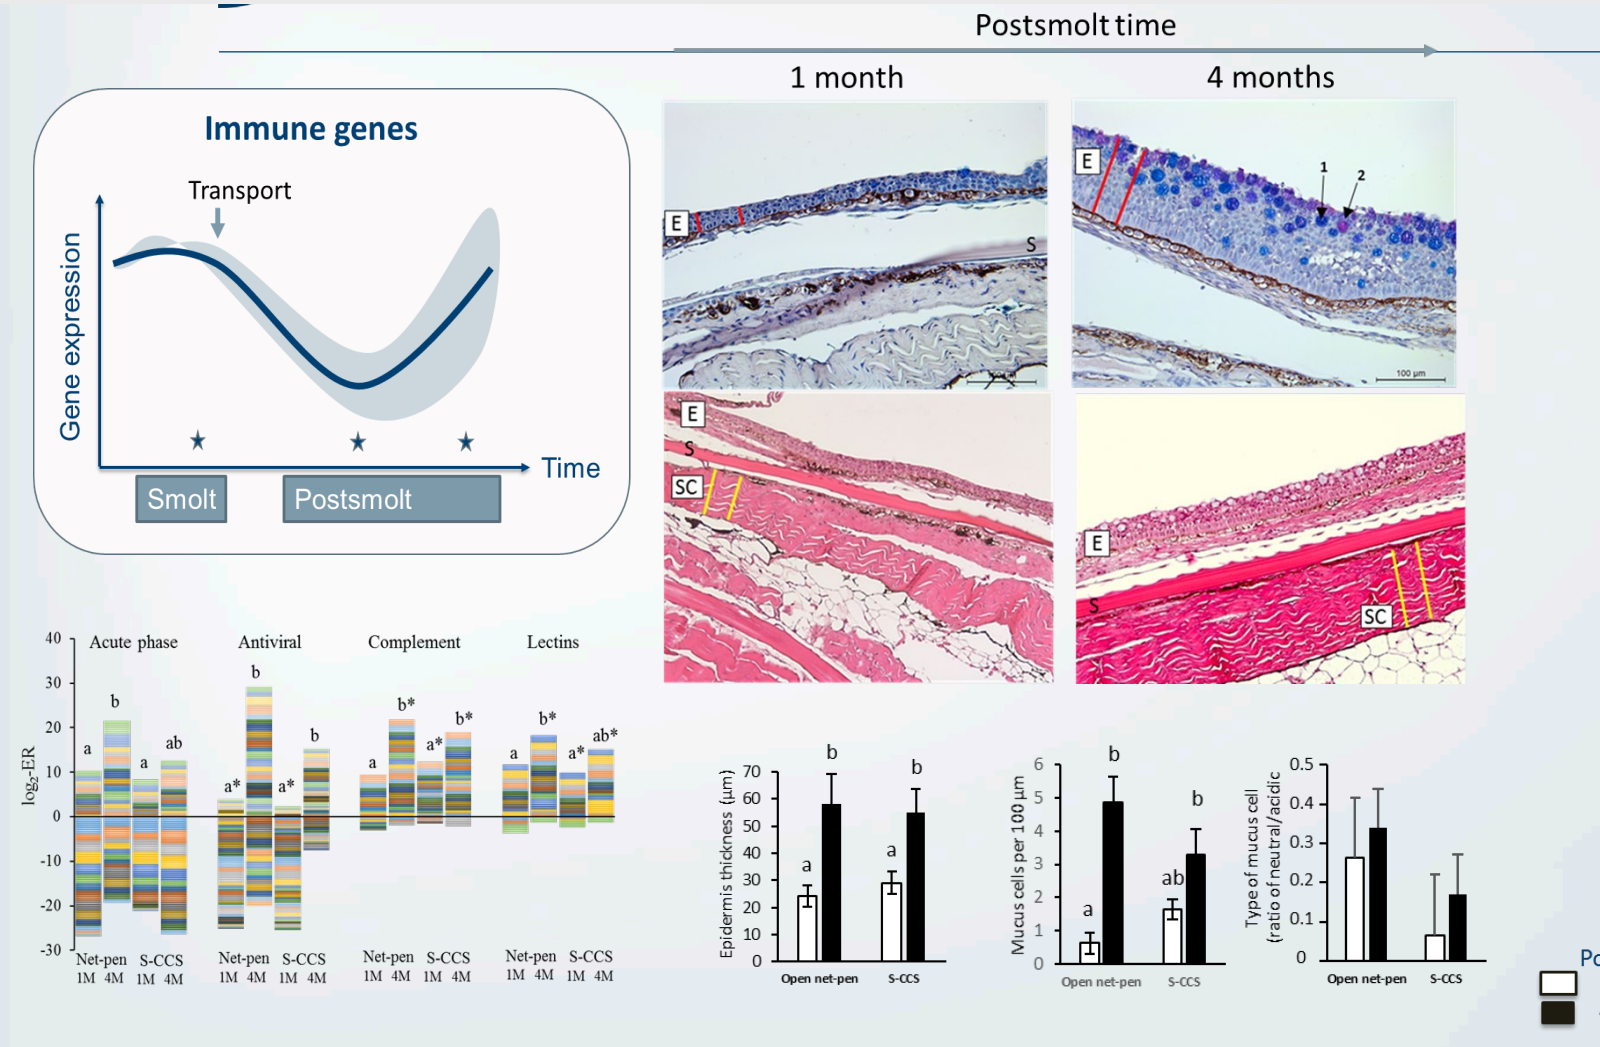 Postsmolt time
1 month
4 months
Immune genes
Transport
Gene expression
Time
Smolt
Postsmolt
E
S
E
1
2
100 µm
E
S
SC
E
S
SC
40
30
20
10
0
-10
-20
-30
log2-ER
Acute phase
Antiviral
Complement
Lectins
a
b
a
ab
a*
b
a*
b
a
b*
a*
b*
a
b*
a*
ab*
Net-pen S-CCS Net-pen S-CCS Net-pen S-CCS Net-pen S-CCS
1M 4M 1M 4M 1M 4M 1M 4M 1M 4M 1M 4M 1M 4M 1M 4M
Epidermis thickness (µm)
70
60
50
40
30
20
10
0
a
b
a
b
Open net-pen S-CCS
Mucus cells per 100 µm
6
5
4
3
2
1
0
a
b
ab
b
Open net-pen S-CCS
Type of mucus cell
(ratio of neutral/acidic
0.5
0.4
0.3
0.2
0.1
0
Open net-pen S-CCS
Po